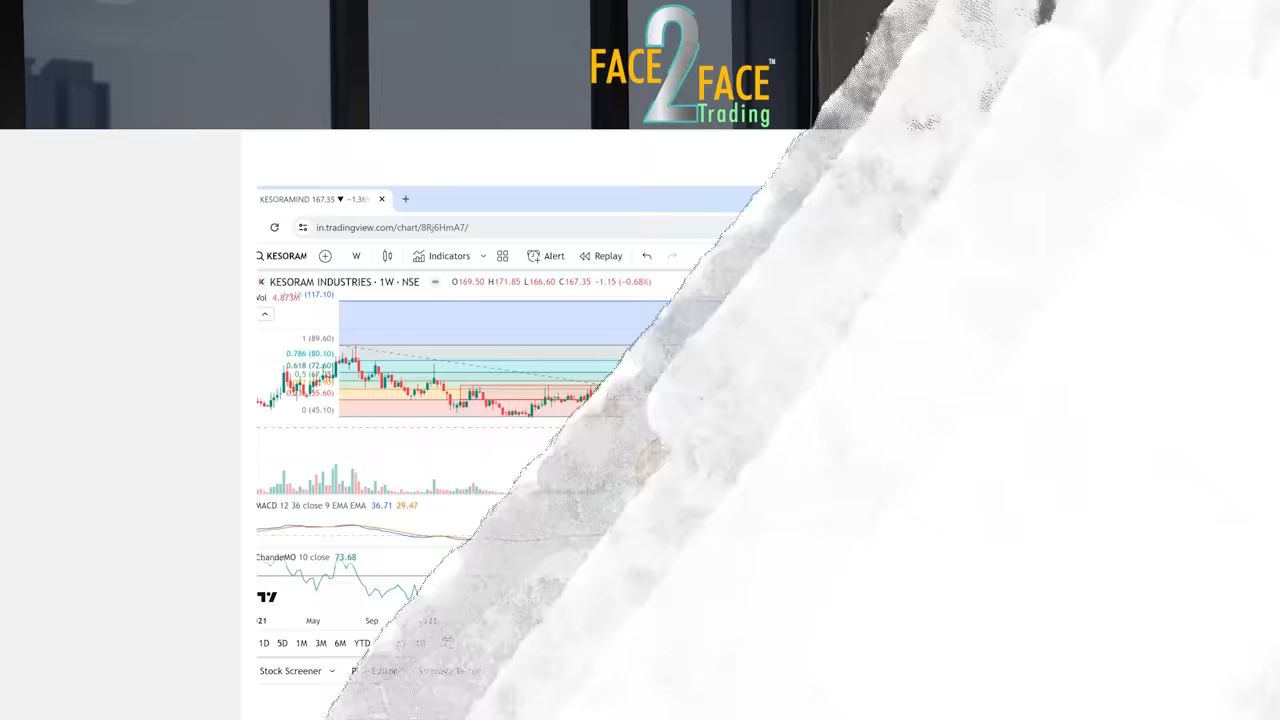 FACE 2 FACE ™
Trading
KESORAMIND 167.35 ▼ −1.36%
in.tradingview.com/chart/8Rj6HmA7/
KESORAM W Indicators Alert Replay
KESORAM INDUSTRIES · 1W · NSE O169.50 H171.85 L166.60 C167.35 −1.15 (−0.68%)
Vol 4.873M (117.10)
1 (89.60)
0.786 (80.10)
0.618 (72.60)
0 (45.10)
MACD 12 36 close 9 EMA EMA 36.71 29.47
ChandeMO 10 close 73.68
2021 May Sep
1D 5D 1M 3M 6M YTD
Stock Screener